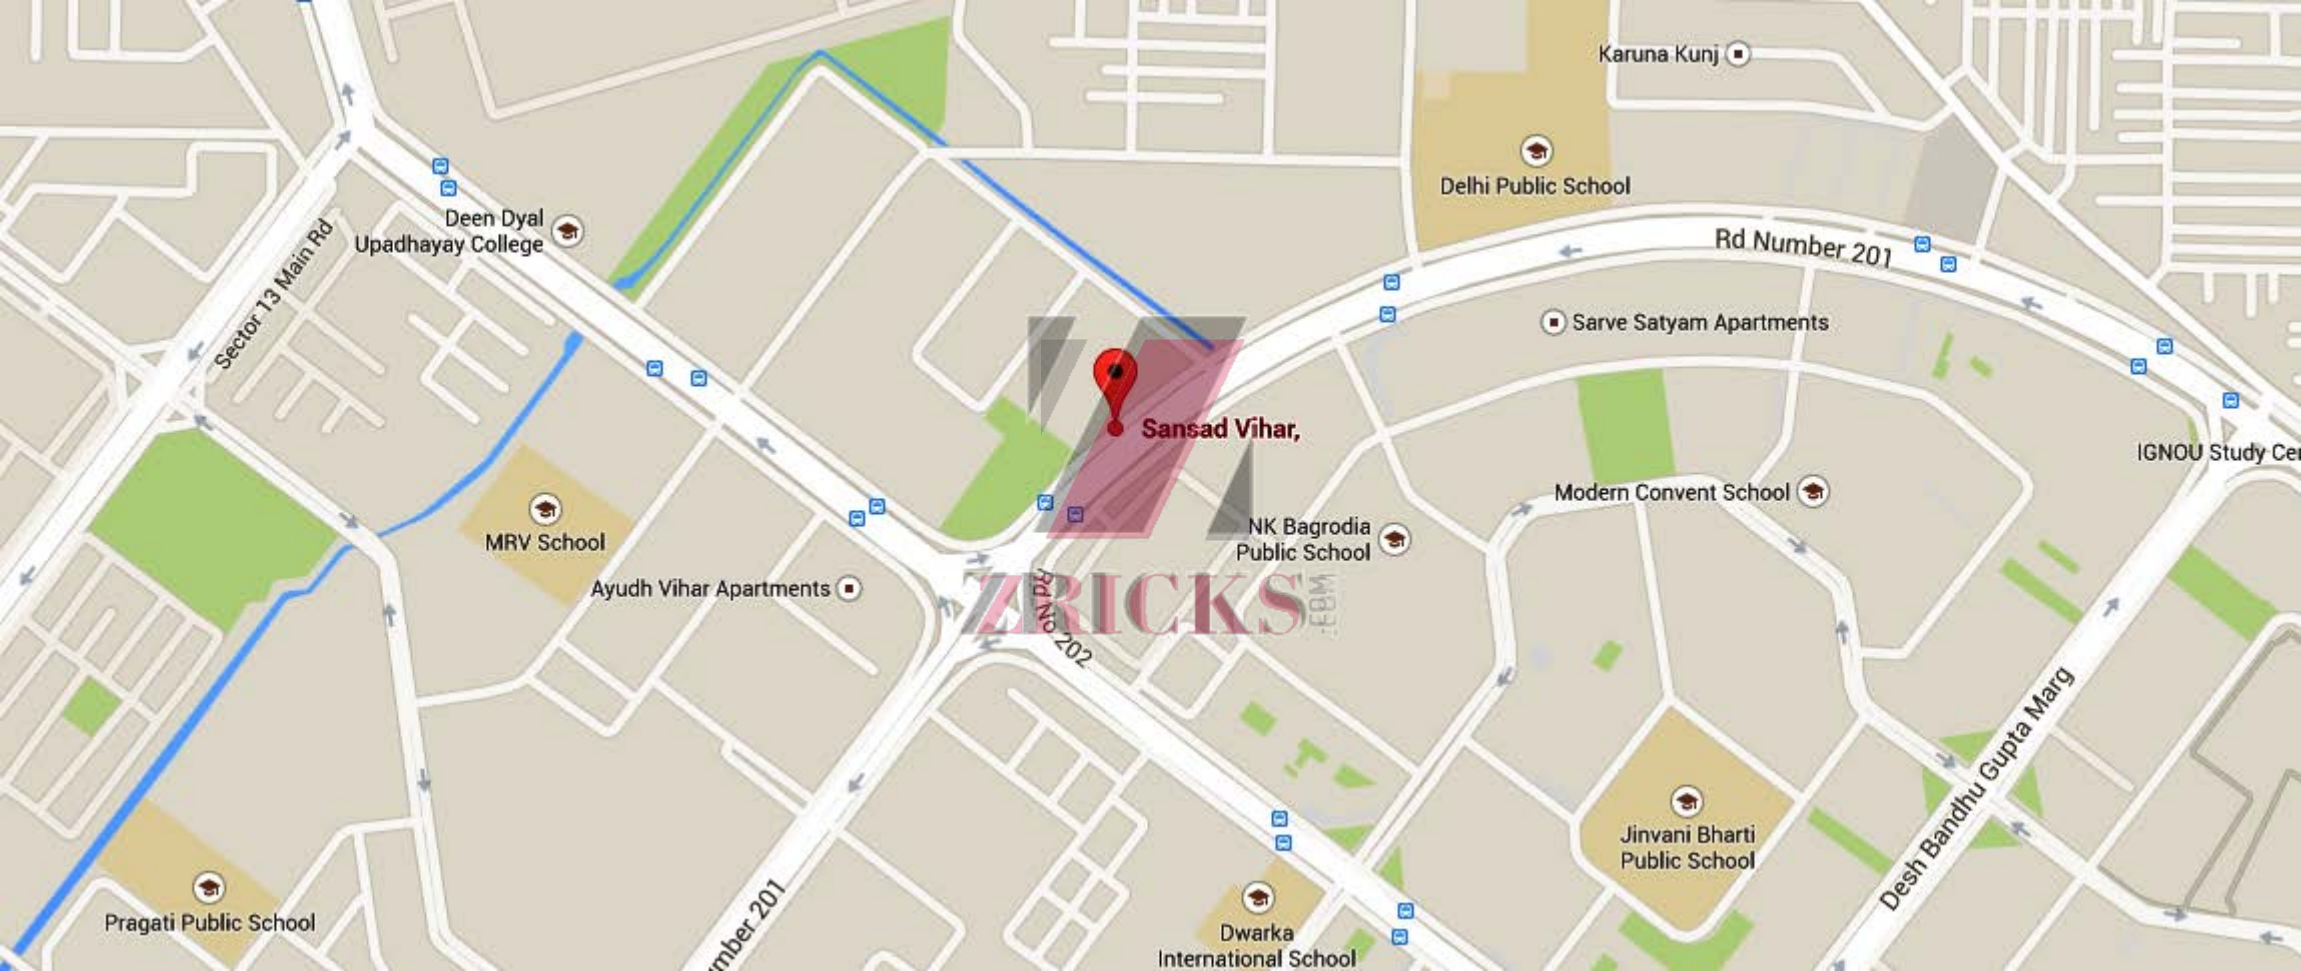 Karuna Kunj
Delhi Public School
Deen Dyal
Upadhayay College
Sector 13 Main Rd
Rd Number 201
Sarve Satyam Apartments
Sansad Vihar,
IGNOU Study Cen
Modern Convent School
MRV School
NK Bagrodia
Public School
Ayudh Vihar Apartments
ZRICKS
.COM
Rd No 202
Desh Bandhu Gupta Marg
Jinvani Bharti
Public School
Pragati Public School
mber 201
Dwarka
International School